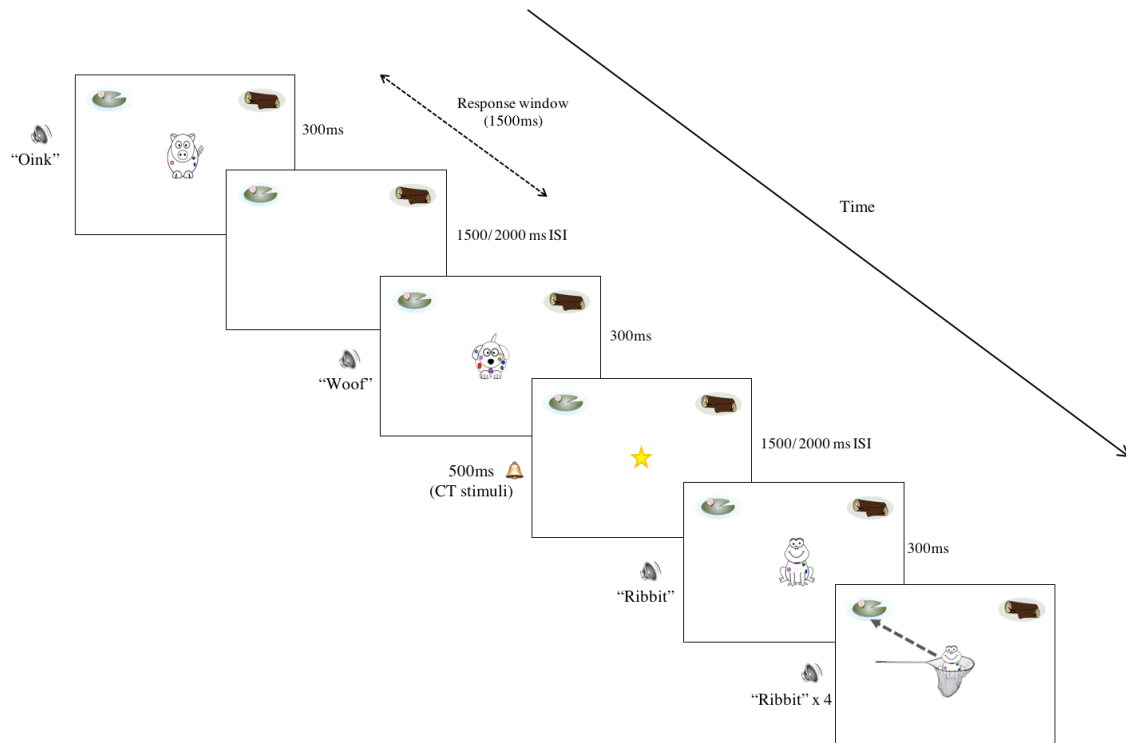 Response window
(1500ms)
300ms
“Oink”
Time
1500/ 2000 ms ISI
300ms
“Woof”
1500/ 2000 ms ISI
500ms
(CT stimuli)
300ms
“Ribbit”
“Ribbit” x 4